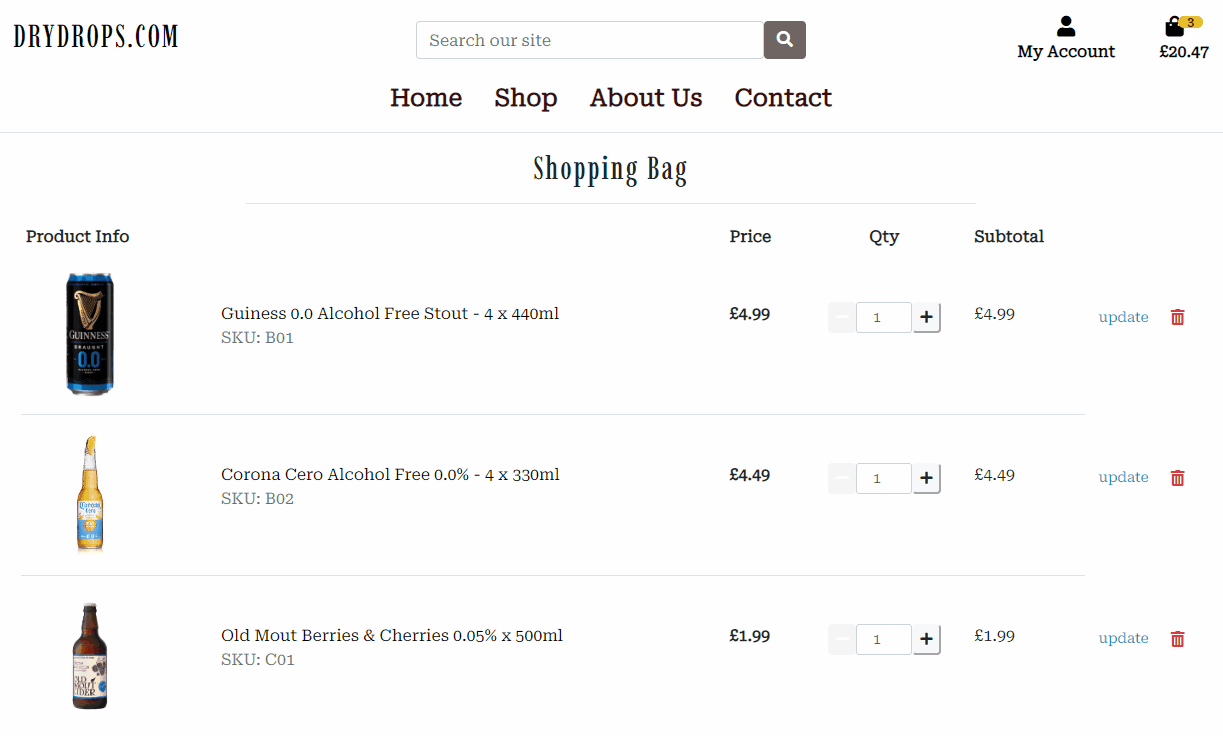 DRYDROPS.COM
Search our site
My Account
3
£20.47
Home Shop About Us Contact
Shopping Bag
Product Info Price Qty Subtotal
GUINNESS
DRAUGHT
0.0
Guiness 0.0 Alcohol Free Stout - 4 x 440ml £4.99 − 1 + £4.99 update
SKU: B01
Corona
Cero
Corona Cero Alcohol Free 0.0% - 4 x 330ml £4.49 − 1 + £4.49 update
SKU: B02
OLD
MOUT
CIDER
Old Mout Berries & Cherries 0.05% x 500ml £1.99 − 1 + £1.99 update
SKU: C01